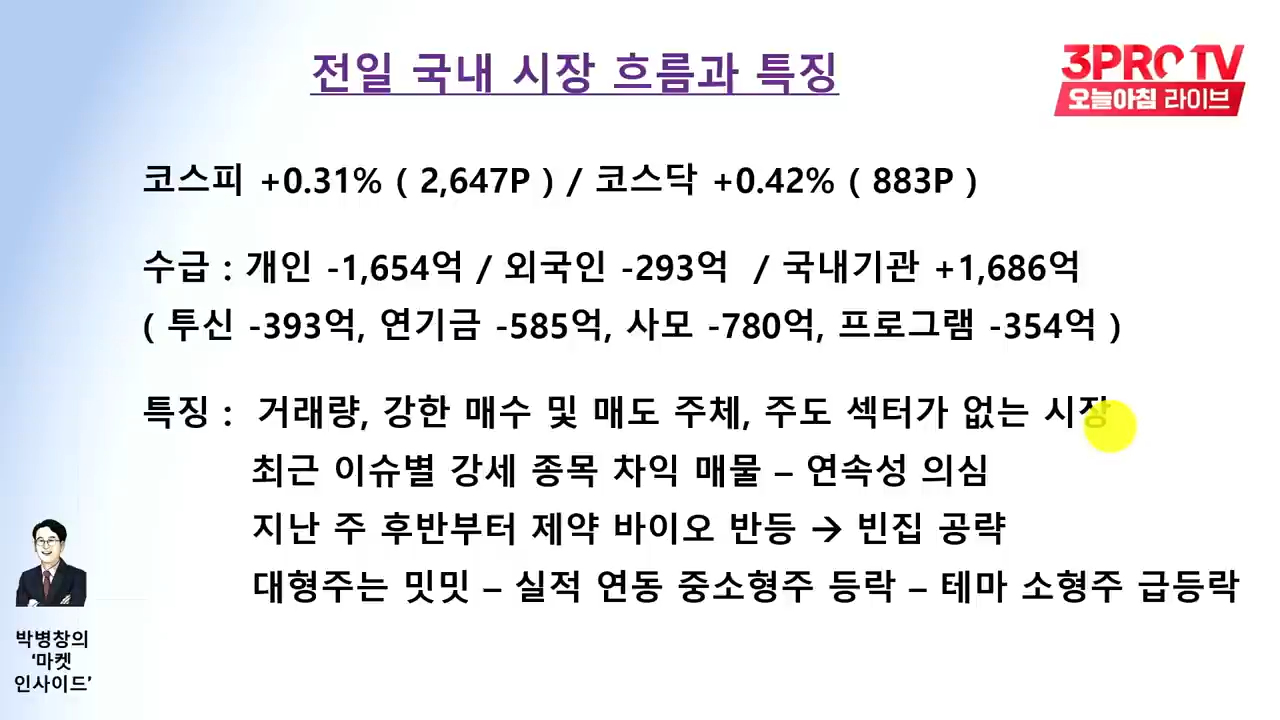 전일 국내 시장 흐름과 특징
3PRO TV
오늘아침 라이브
코스피 +0.31% ( 2,647P ) / 코스닥 +0.42% ( 883P )
수급 : 개인 -1,654억 / 외국인 -293억 / 국내기관 +1,686억
( 투신 -393억, 연기금 -585억, 사모 -780억, 프로그램 -354억 )
특징 : 거래량, 강한 매수 및 매도 주체, 주도 섹터가 없는 시장
최근 이슈별 강세 종목 차익 매물 – 연속성 의심
지난 주 후반부터 제약 바이오 반등 → 빈집 공략
대형주는 밋밋 – 실적 연동 중소형주 등락 – 테마 소형주 급등락
박병창의
‘마켓
인사이드’